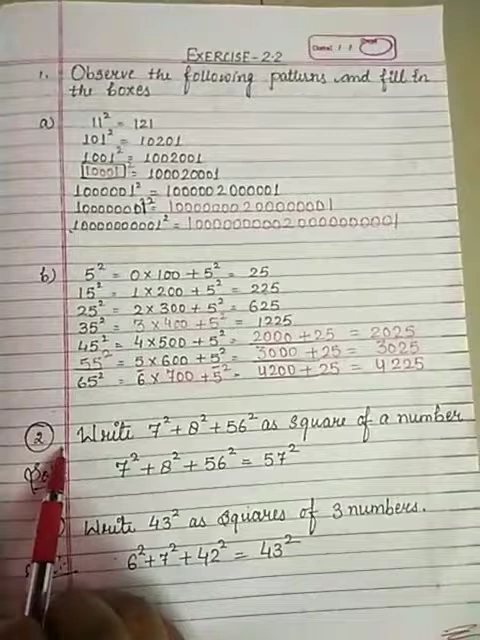 EXERCISE-2.2
Date: / /
1. Observe the following patterns and fill in
the boxes
a) 11² = 121
101² = 10201
1001² = 1002001
10001² = 100020001
1000001² = 1000002000001
= 
b) 5² = 0×100 + 5² = 25
15² = 1×200 + 5² = 225
25² = 2×300 + 5² = 625
35² = 3×400 + 5² = 1225
45² = 4×500 + 5² = 2000 + 25 = 2025
55² = 5×600 + 5² = 3000 + 25 = 3025
65² = 6×700 + 5² = 4200 + 25 = 4225
2 Write 7² + 8² + 56² as square of a number
7² + 8² + 56² = 57²
) Write 43² as squares of 3 numbers.
6² + 7² + 42² = 43²